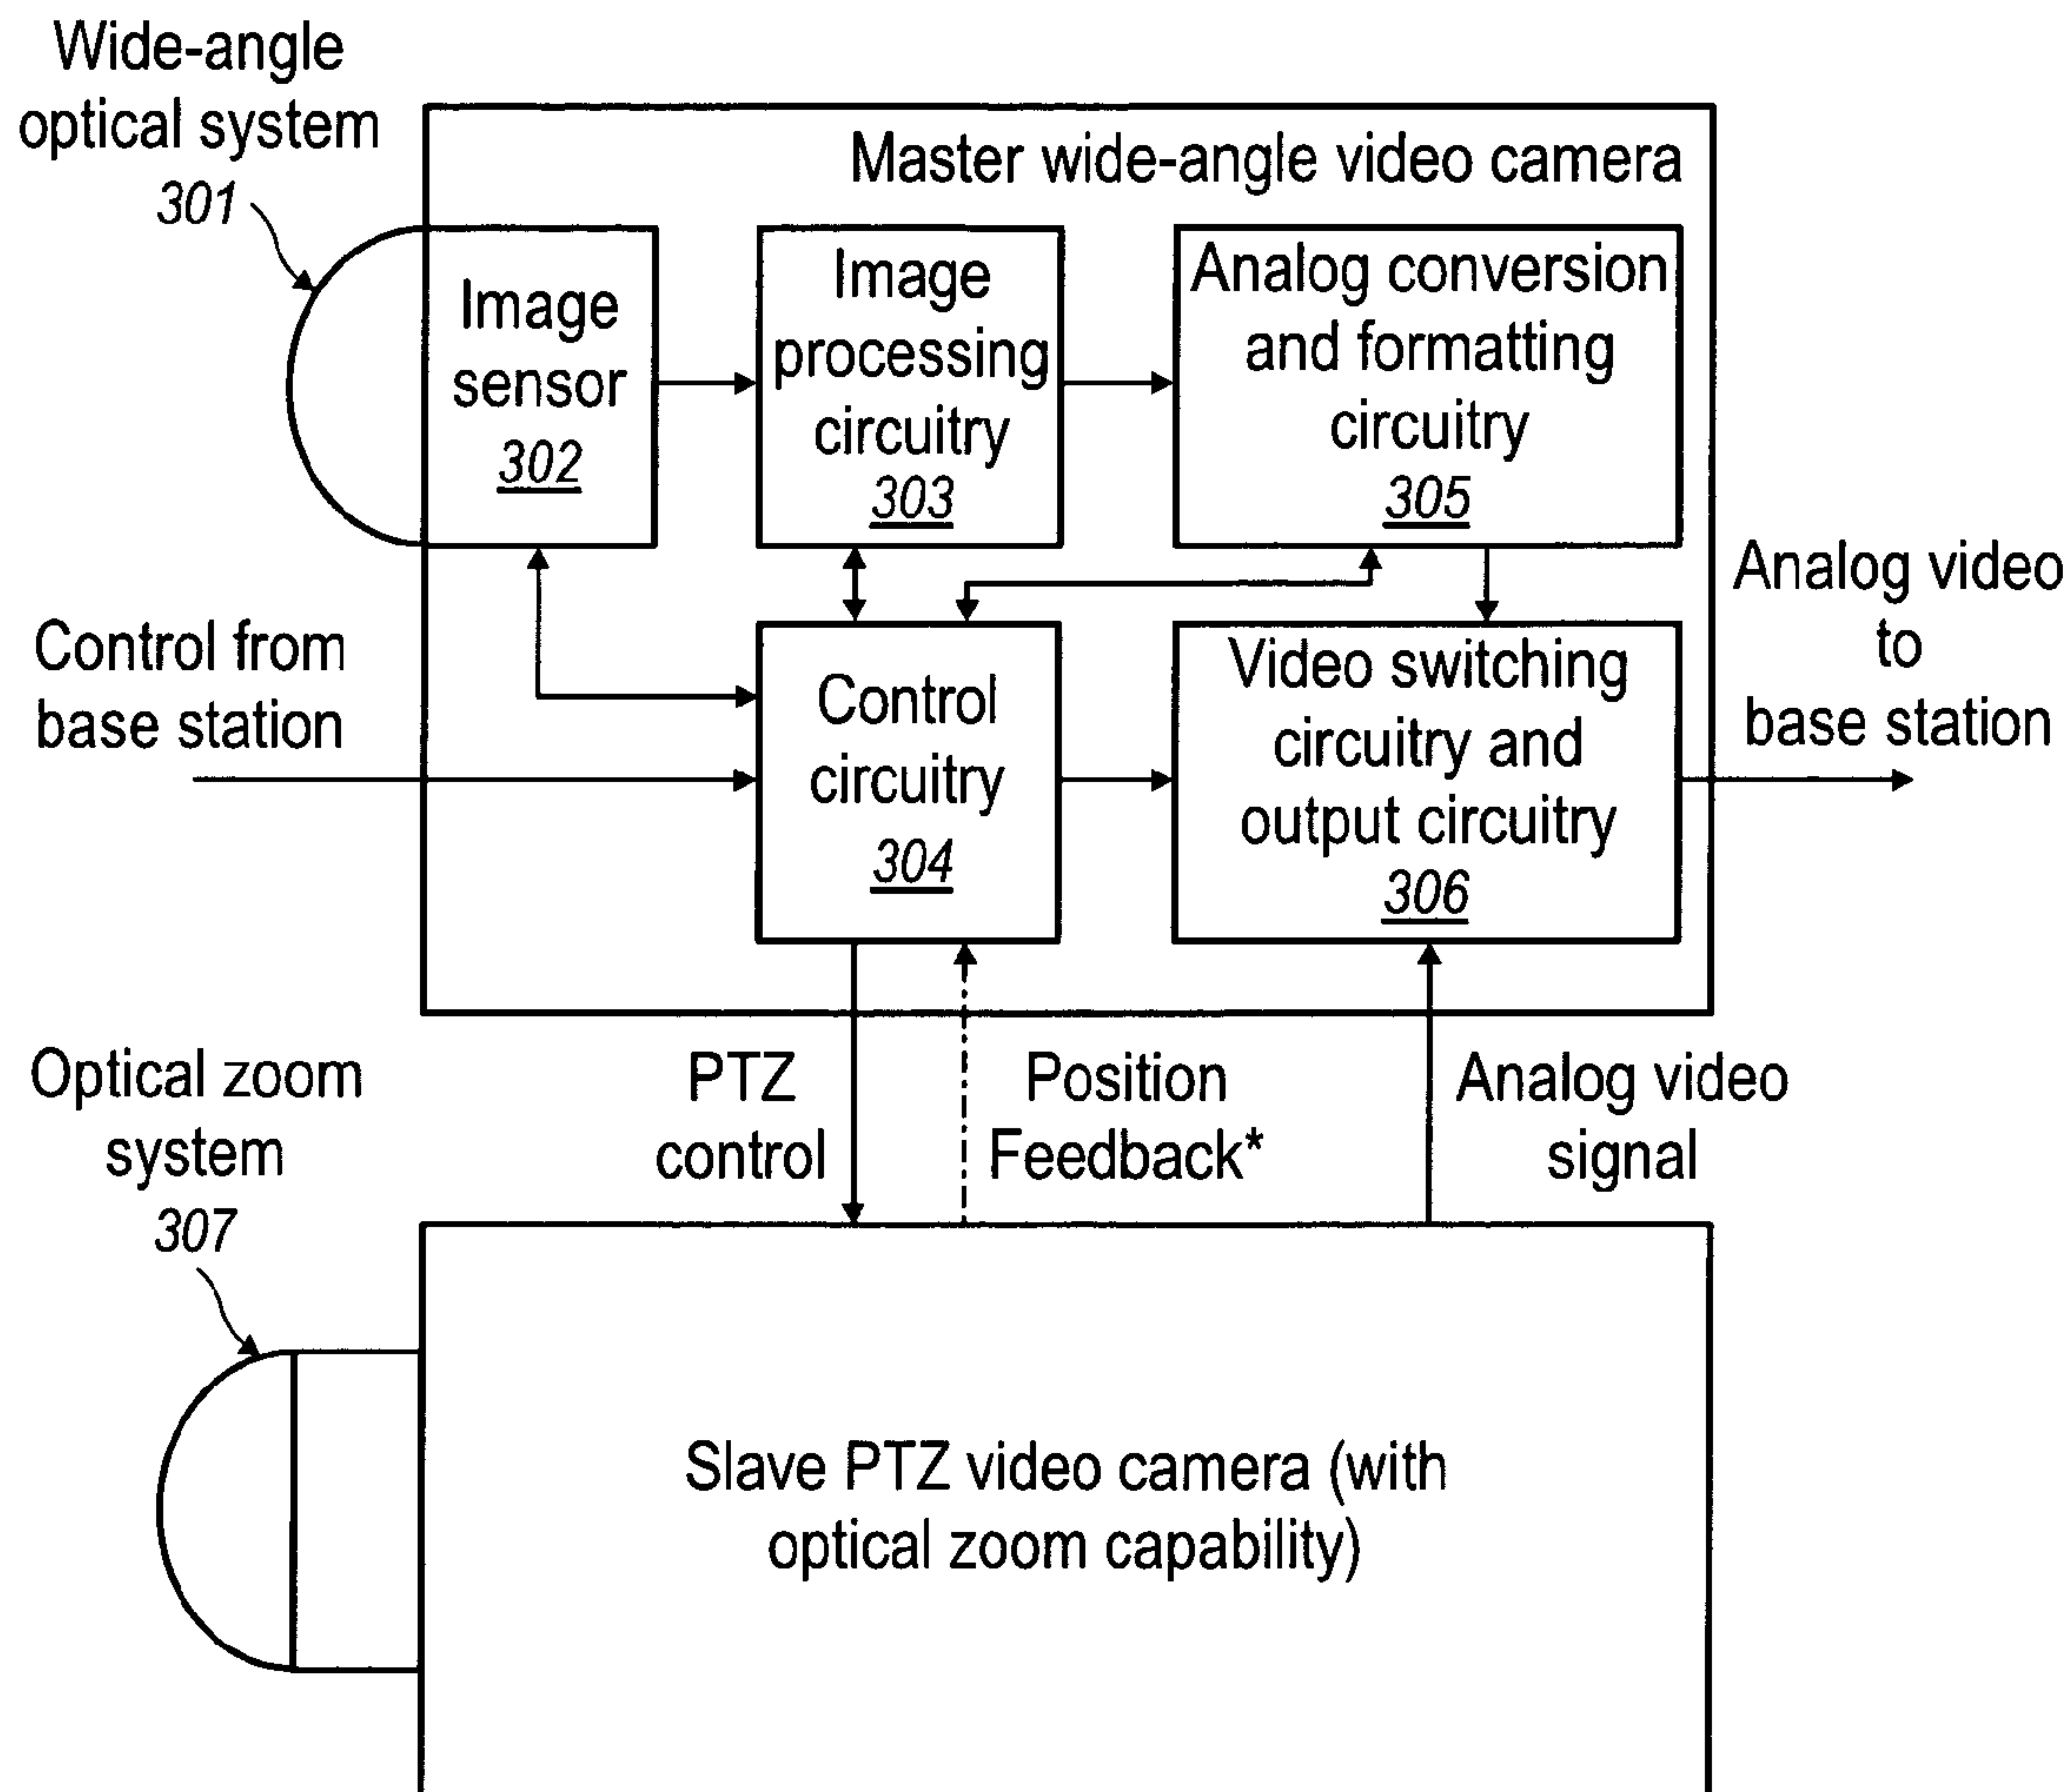 Wide-angle
optical system
301
Master wide-angle video camera
Image
sensor
302
Image
processing
circuitry
303
Analog conversion
and formatting
circuitry
305
Control from
base station
Control
circuitry
304
Video switching
circuitry and
output circuitry
306
Analog video
to
base station
Optical zoom
system
307
PTZ
control
Position
Feedback*
Analog video
signal
Slave PTZ video camera (with
optical zoom capability)